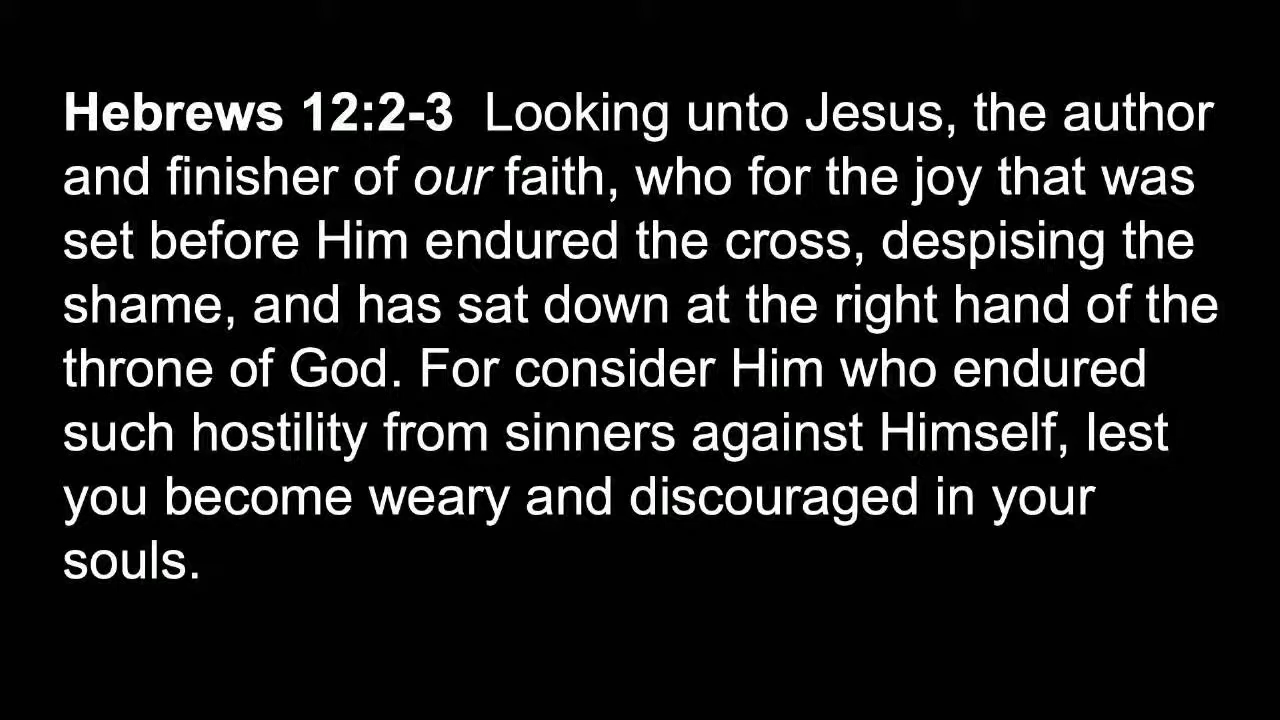 Hebrews 12:2-3  Looking unto Jesus, the author
and finisher of our faith, who for the joy that was
set before Him endured the cross, despising the
shame, and has sat down at the right hand of the
throne of God. For consider Him who endured
such hostility from sinners against Himself, lest
you become weary and discouraged in your
souls.